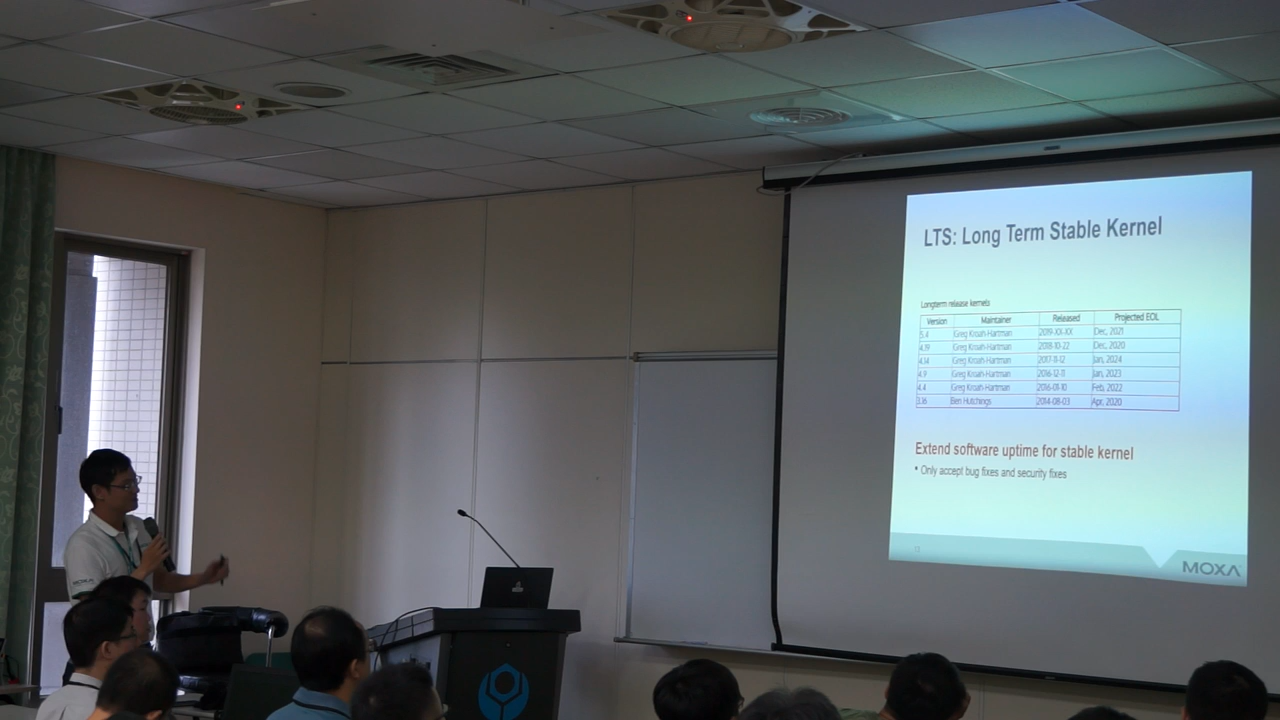 LTS: Long Term Stable Kernel
Longterm release kernels
Version Maintainer Released Projected EOL
5.4 Greg Kroah-Hartman 2019-XX-XX Dec, 2021
4.19 Greg Kroah-Hartman 2018-10-22 Dec, 2020
4.14 Greg Kroah-Hartman 2017-11-12 Jan, 2024
4.9 Greg Kroah-Hartman 2016-12-11 Jan, 2023
4.4 Greg Kroah-Hartman 2016-01-10 Feb, 2022
3.16 Ben Hutchings 2014-08-03 Apr, 2020
Extend software uptime for stable kernel
• Only accept bug fixes and security fixes
MOXA
MOXA